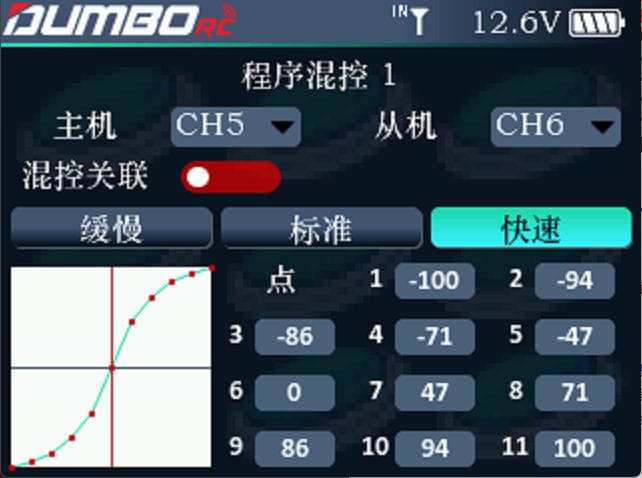 DUMBORC IN 12.6V
程序混控 1
主机 CH5 从机 CH6
混控关联
缓慢 标准 快速
点 1 -100 2 -94
3 -86 4 -71 5 -47
6 0 7 47 8 71
9 86 10 94 11 100